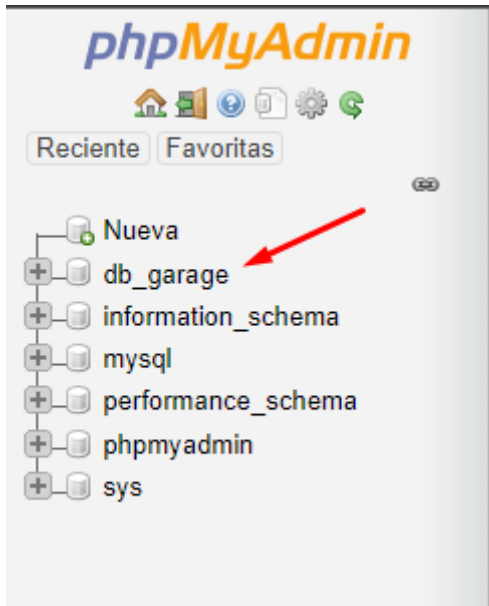 phpMyAdmin
Reciente Favoritas
Nueva
db_garage
information_schema
mysql
performance_schema
phpmyadmin
sys